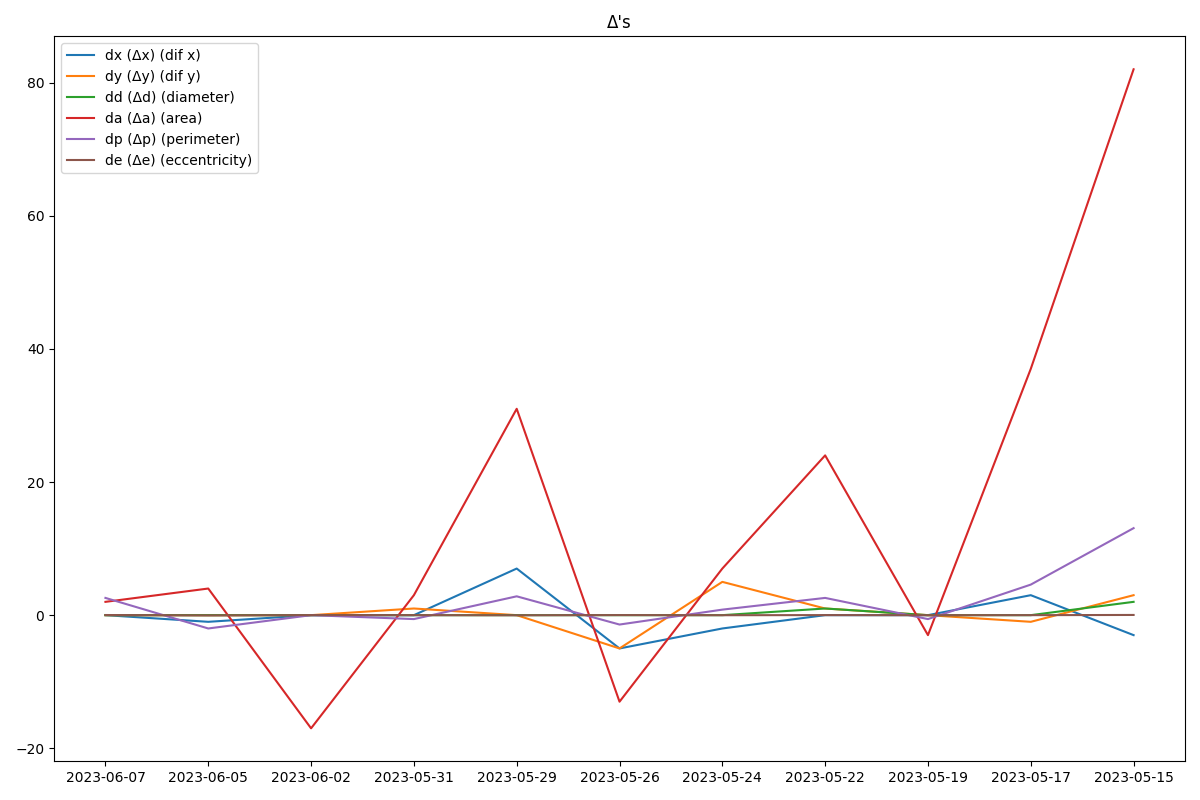 Δ's
dx (Δx) (dif x)
dy (Δy) (dif y)
dd (Δd) (diameter)
da (Δa) (area)
dp (Δp) (perimeter)
de (Δe) (eccentricity)
80
60
40
20
0
−20
2023-06-07 2023-06-05 2023-06-02 2023-05-31 2023-05-29 2023-05-26 2023-05-24 2023-05-22 2023-05-19 2023-05-17 2023-05-15